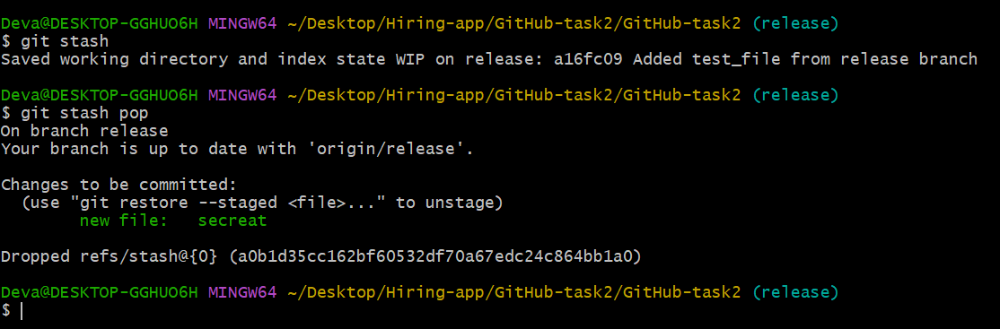 Deva@DESKTOP-GGHUO6H MINGW64 ~/Desktop/Hiring-app/GitHub-task2/GitHub-task2 (release)
$ git stash
Saved working directory and index state WIP on release: a16fc09 Added test_file from release branch
Deva@DESKTOP-GGHUO6H MINGW64 ~/Desktop/Hiring-app/GitHub-task2/GitHub-task2 (release)
$ git stash pop
On branch release
Your branch is up to date with 'origin/release'.
Changes to be committed:
  (use "git restore --staged <file>..." to unstage)
        new file:   secreat
Dropped refs/stash@{0} (a0b1d35cc162bf60532df70a67edc24c864bb1a0)
Deva@DESKTOP-GGHUO6H MINGW64 ~/Desktop/Hiring-app/GitHub-task2/GitHub-task2 (release)
$